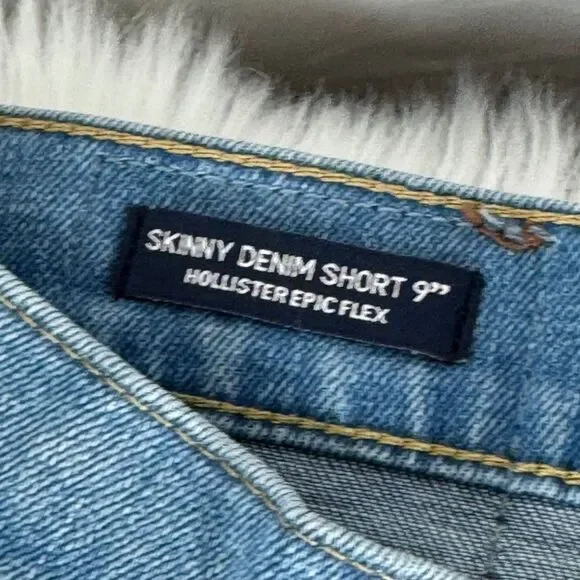 SKINNY DENIM SHORT 9”
HOLLISTER EPIC FLEX